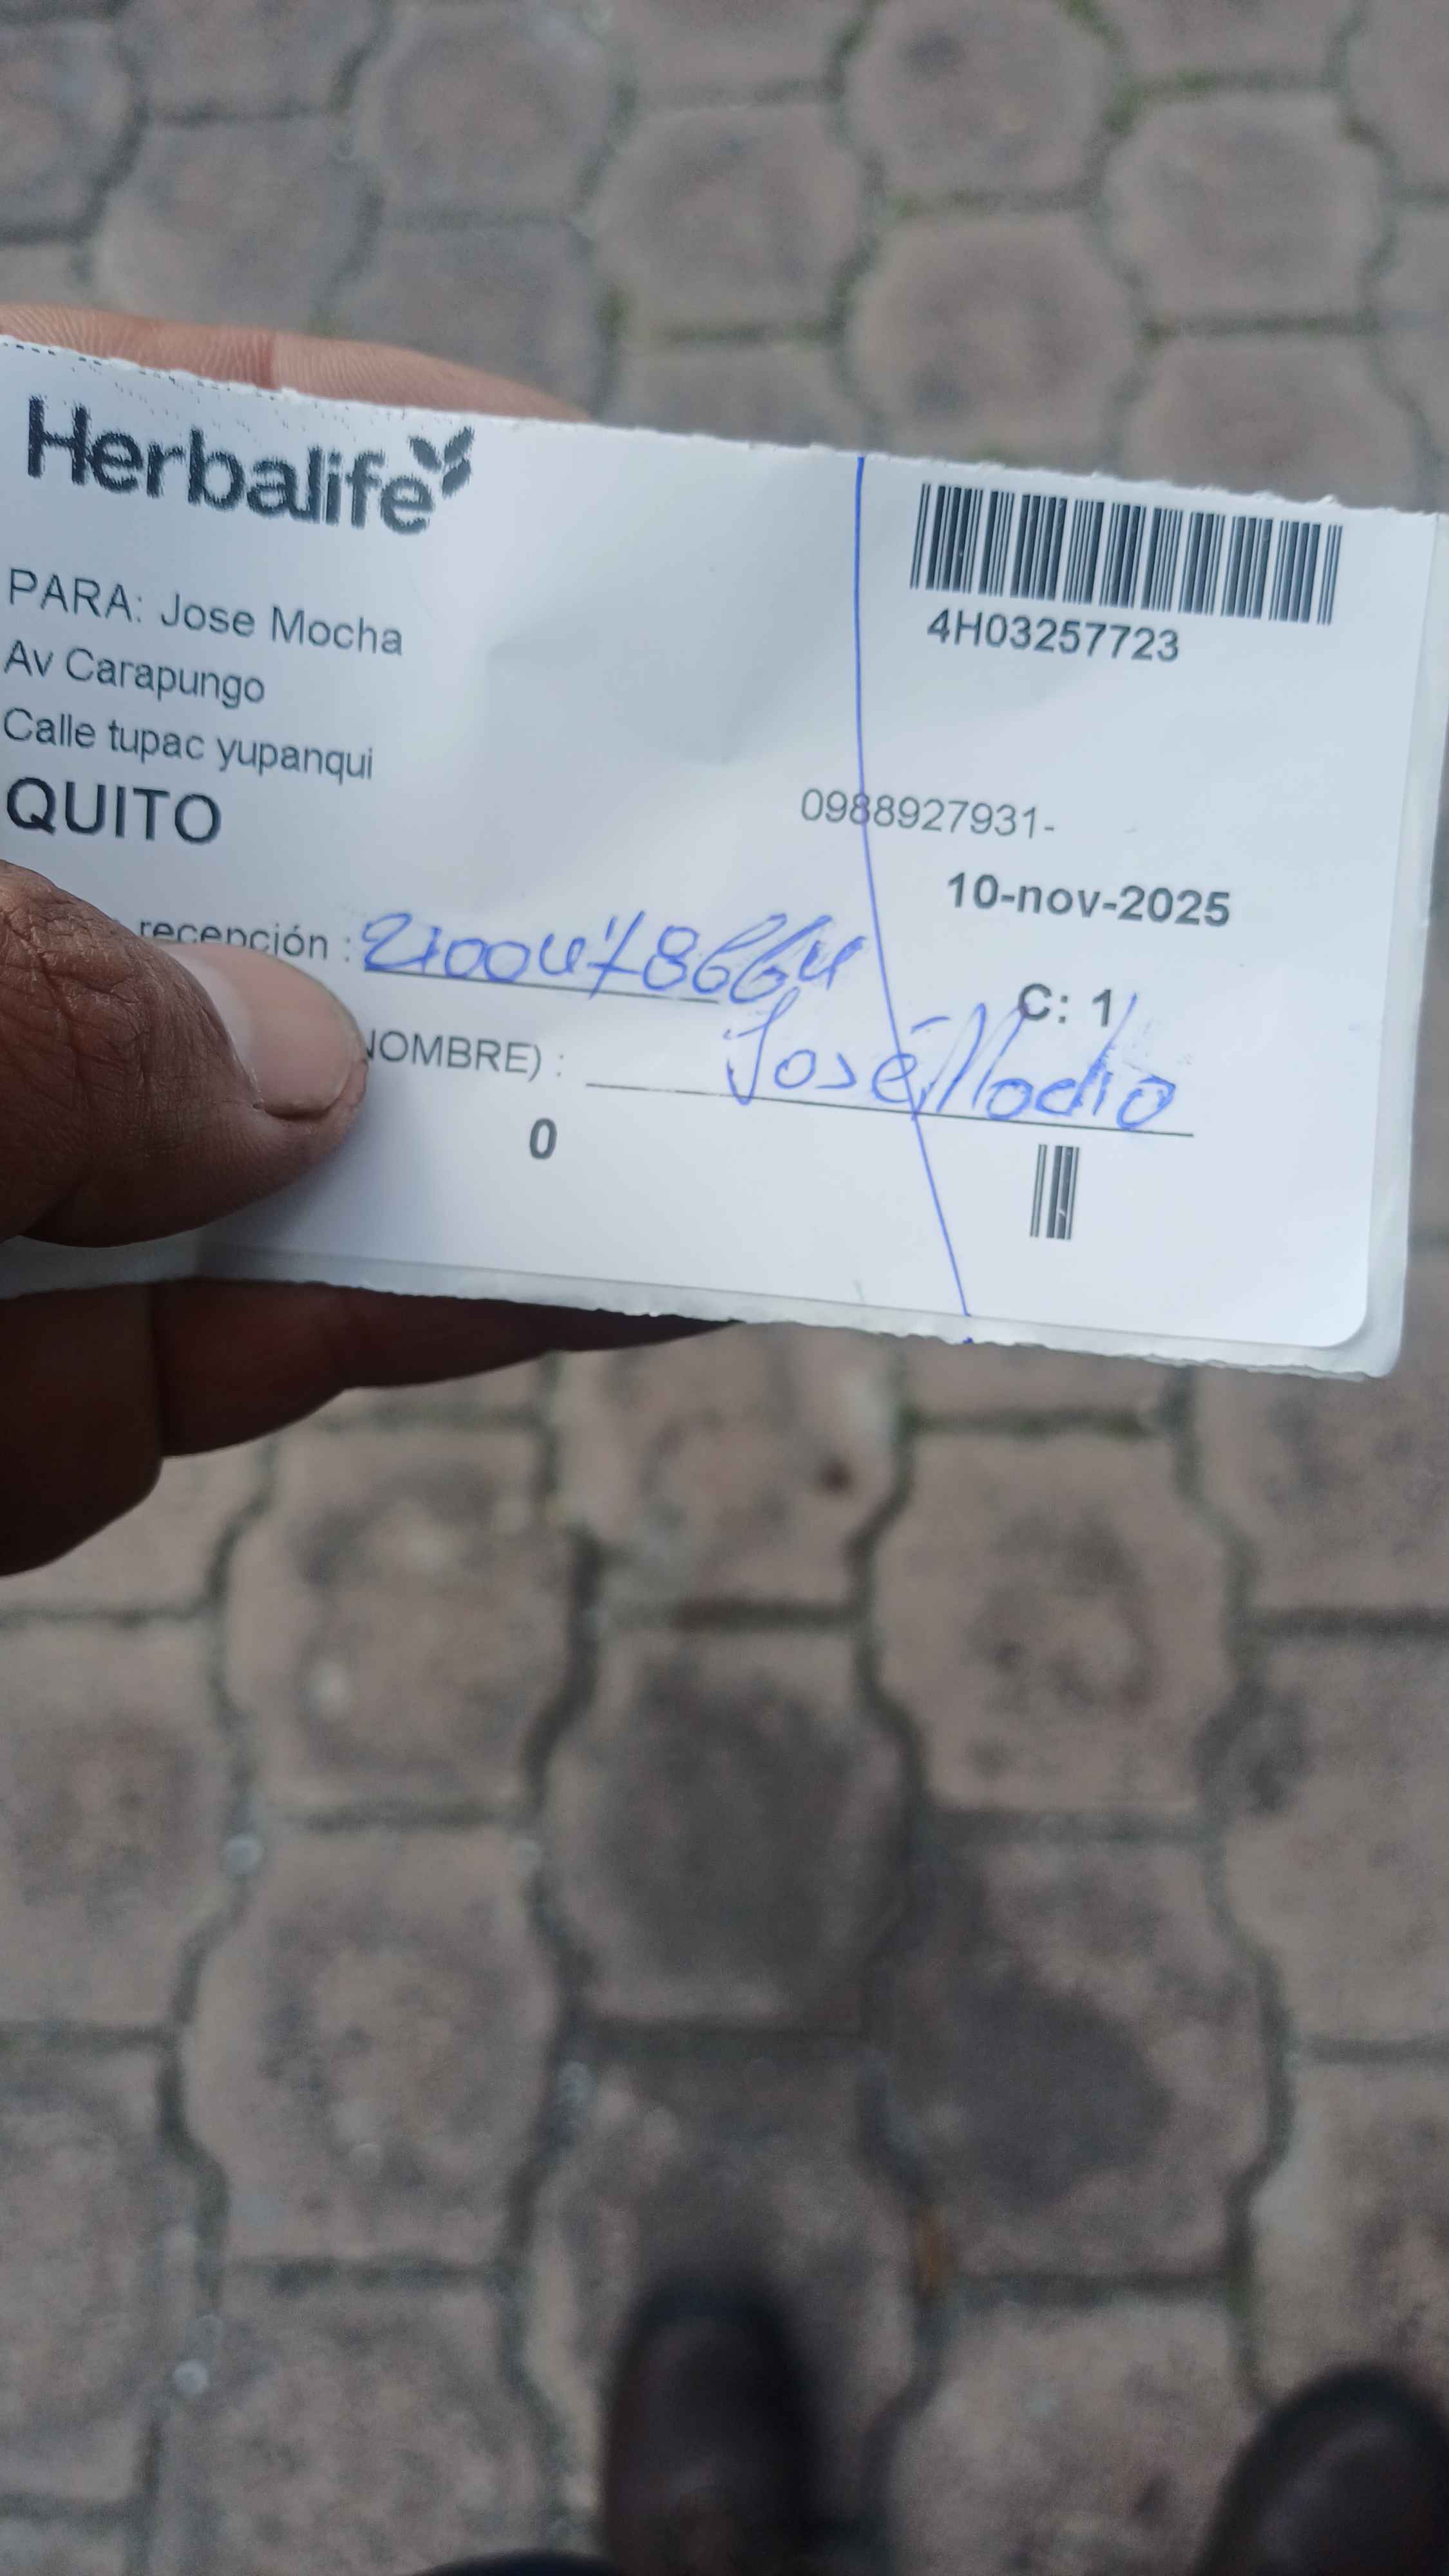 Herbalife
4H03257723
PARA: Jose Mocha
Av Carapungo
Calle tupac yupanqui
QUITO
0988927931-
10-nov-2025
recepción :
C: 1
NOMBRE) : José
0